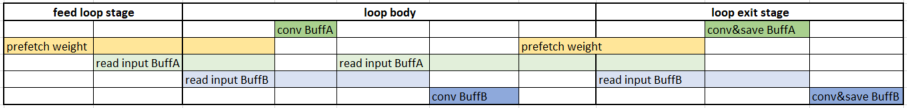 feed loop stage loop body loop exit stage
conv BuffA conv&save BuffA
prefetch weight prefetch weight
read input BuffA read input BuffA
read input BuffB read input BuffB
conv BuffB conv&save BuffB